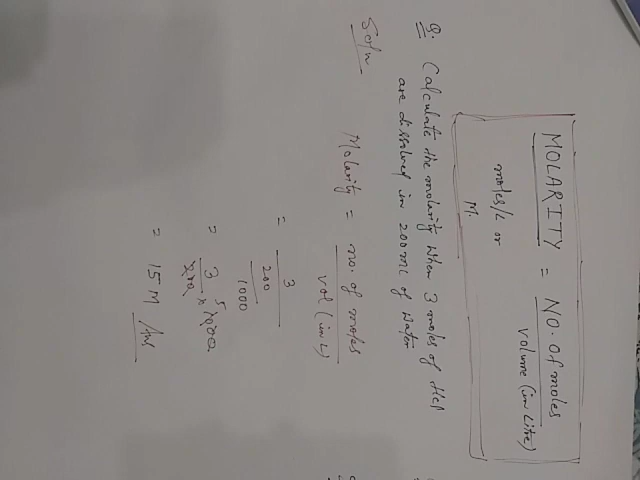 MOLARITY = No. of moles
volume (in Litre)
moles/L or
M.
Q. Calculate the molarity when 3 moles of HCl
are dissolved in 200 ml of water
Soln
Molarity = no. of moles
vol (in L)
= 3
200
1000
= 3 × 1000
200
5
= 15 M Ans